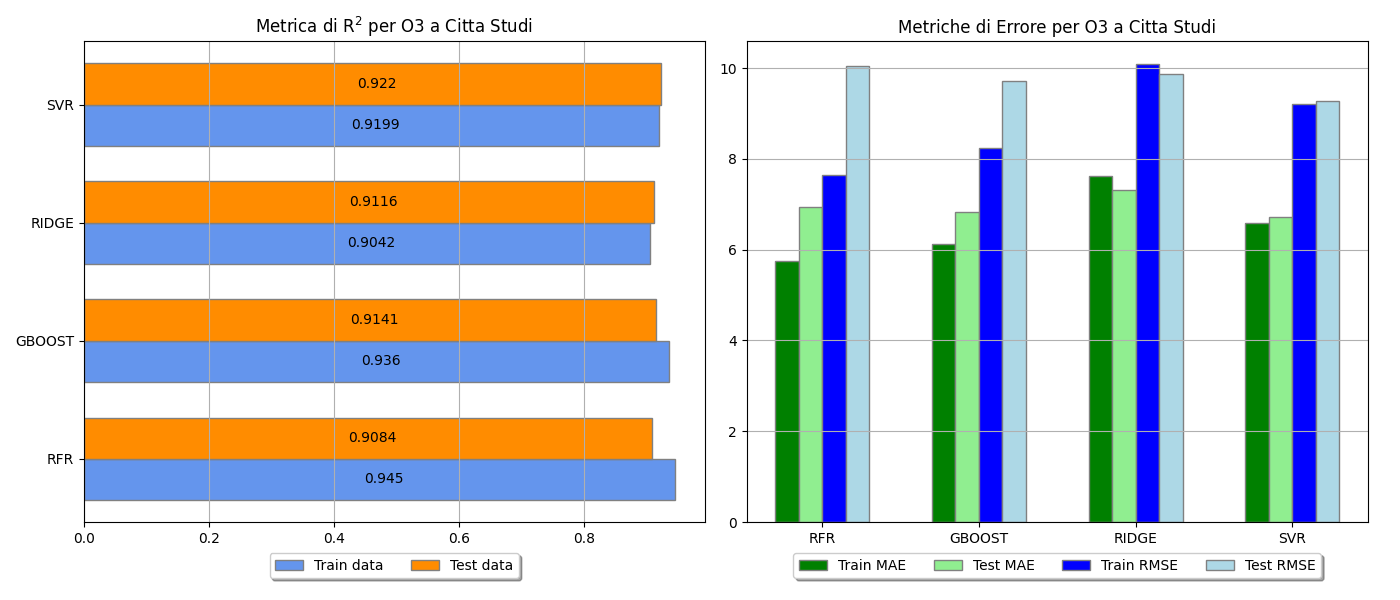 Metrica di R² per O3 a Citta Studi
SVR
0.922
0.9199
RIDGE
0.9116
0.9042
GBOOST
0.9141
0.936
RFR
0.9084
0.945
0.0 0.2 0.4 0.6 0.8
Train data Test data
Metriche di Errore per O3 a Citta Studi
10
8
6
4
2
0
RFR GBOOST RIDGE SVR
Train MAE Test MAE Train RMSE Test RMSE